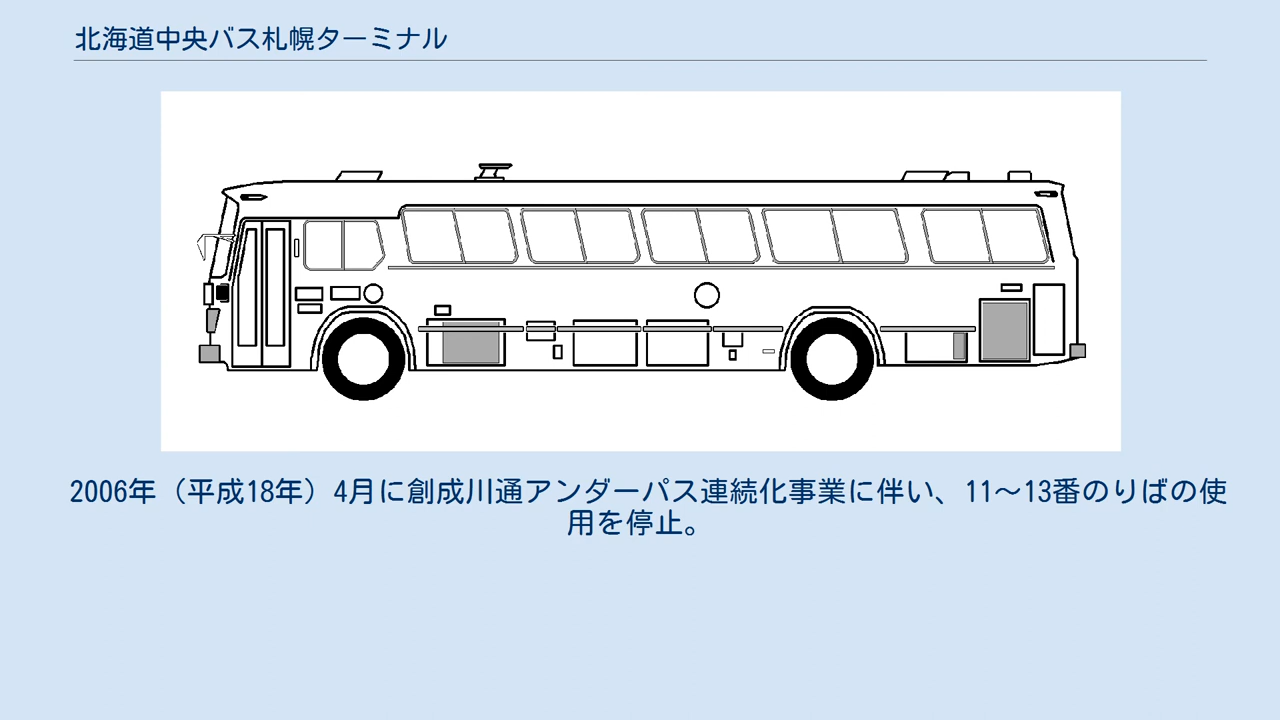 北海道中央バス札幌ターミナル
2006年（平成18年）4月に創成川通アンダーパス連続化事業に伴い、11～13番のりばの使
用を停止。